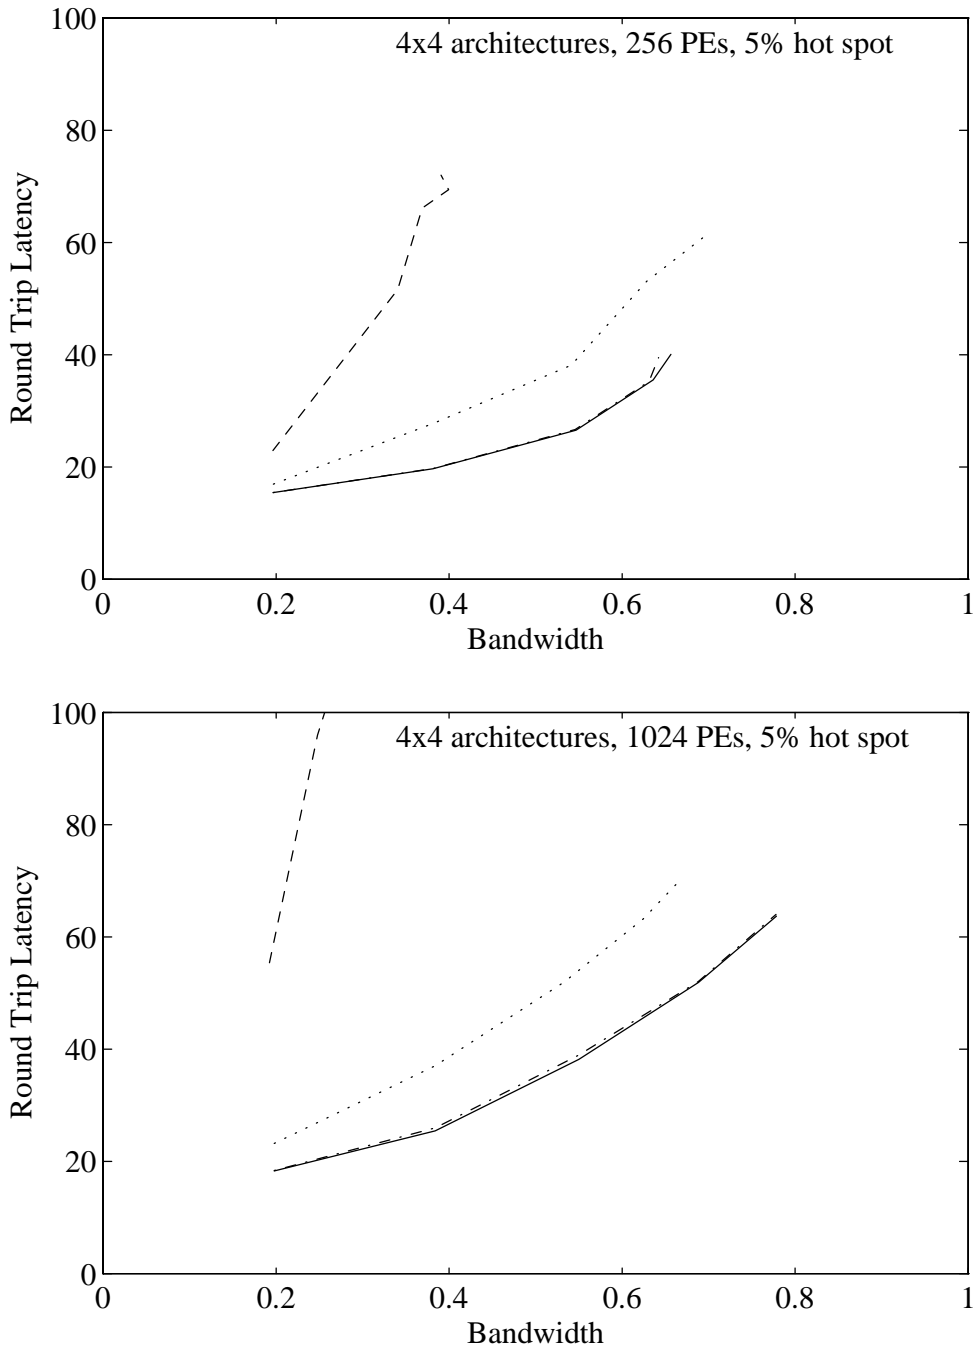 100
4x4 architectures, 256 PEs, 5% hot spot
80
60
40
20
0
Round Trip Latency
0 0.2 0.4 0.6 0.8 1
Bandwidth
100
4x4 architectures, 1024 PEs, 5% hot spot
80
60
40
20
0
Round Trip Latency
0 0.2 0.4 0.6 0.8 1
Bandwidth